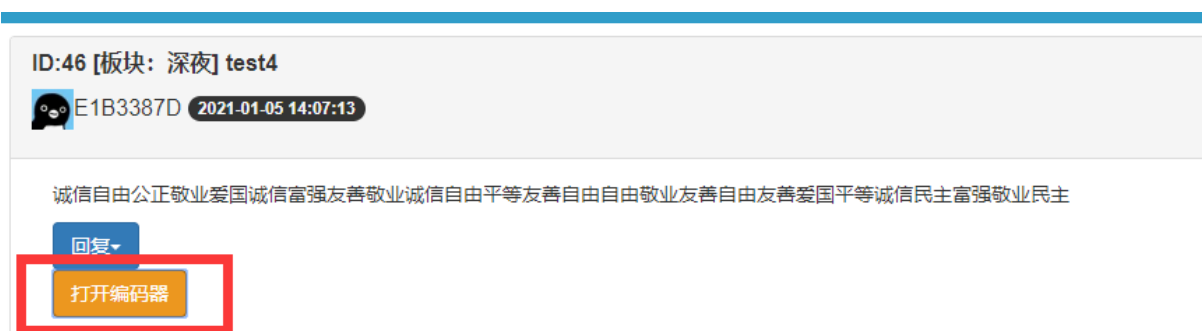 ID:46 [板块：深夜] test4
E1B3387D 2021-01-05 14:07:13
诚信自由公正敬业爱国诚信富强友善敬业诚信自由平等友善自由自由敬业友善自由友善爱国平等诚信民主富强敬业民主
回复
打开编码器